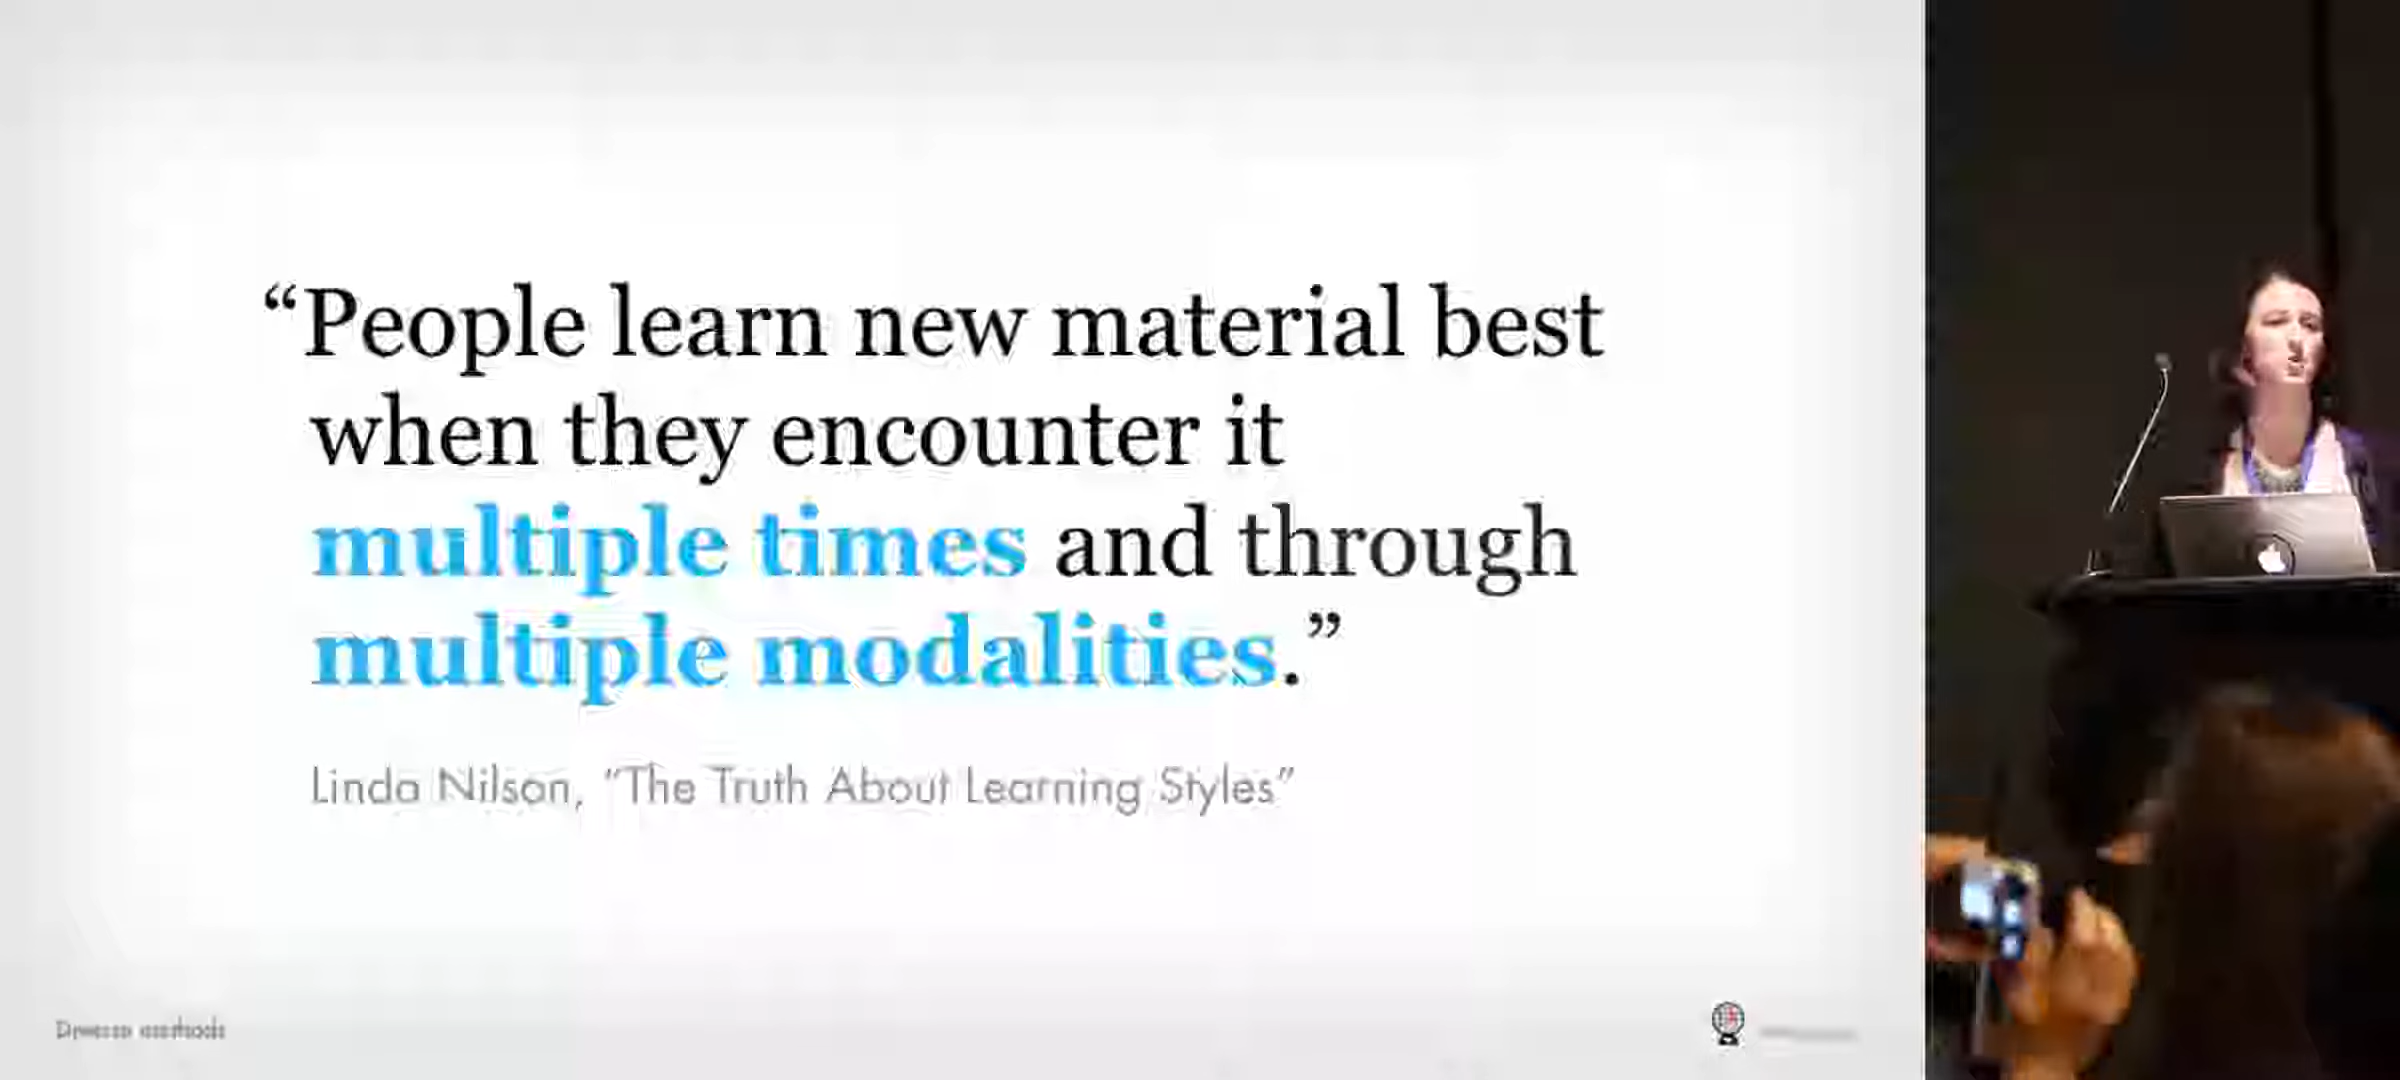 “People learn new material best
when they encounter it
multiple times and through
multiple modalities.”
Linda Nilson, “The Truth About Learning Styles”